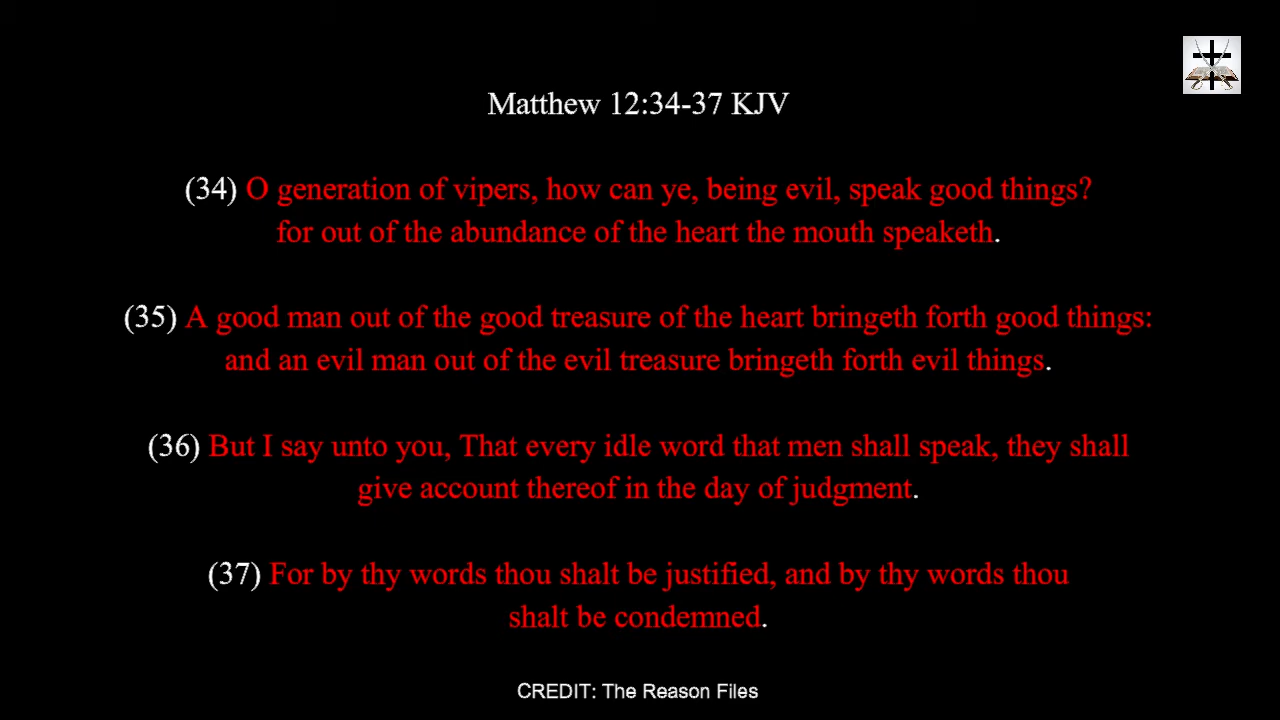 Matthew 12:34-37 KJV
(34) O generation of vipers, how can ye, being evil, speak good things?
for out of the abundance of the heart the mouth speaketh.
(35) A good man out of the good treasure of the heart bringeth forth good things:
and an evil man out of the evil treasure bringeth forth evil things.
(36) But I say unto you, That every idle word that men shall speak, they shall
give account thereof in the day of judgment.
(37) For by thy words thou shalt be justified, and by thy words thou
shalt be condemned.
CREDIT: The Reason Files